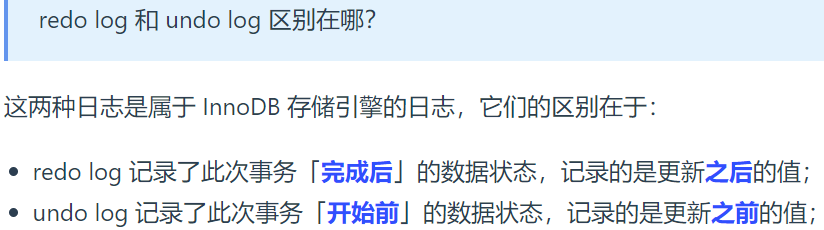 redo log 和 undo log 区别在哪？
这两种日志是属于 InnoDB 存储引擎的日志，它们的区别在于：
redo log 记录了此次事务「完成后」的数据状态，记录的是更新之后的值；
undo log 记录了此次事务「开始前」的数据状态，记录的是更新之前的值；